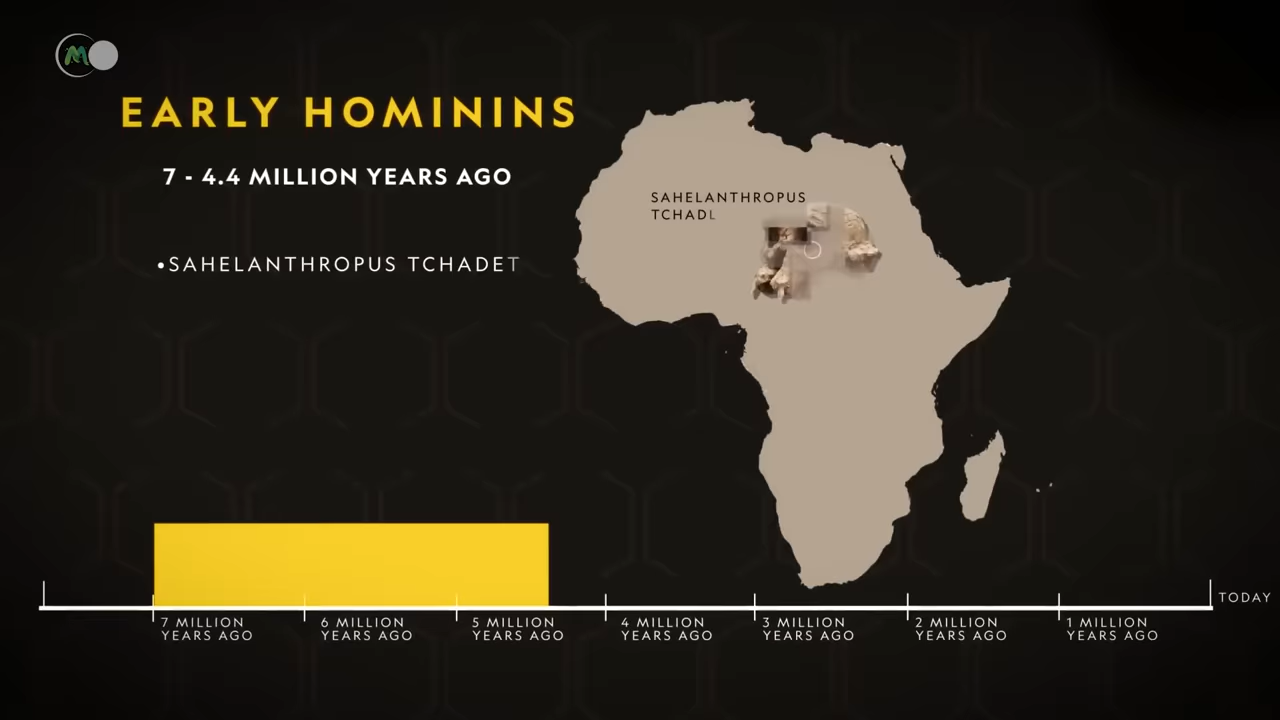 M
EARLY HOMININS
7 - 4.4 MILLION YEARS AGO
•SAHELANTHROPUS TCHADET
SAHELANTHROPUS
TCHADL
7 MILLION
YEARS AGO
6 MILLION
YEARS AGO
5 MILLION
YEARS AGO
4 MILLION
YEARS AGO
3 MILLION
YEARS AGO
2 MILLION
YEARS AGO
1 MILLION
YEARS AGO
TODAY